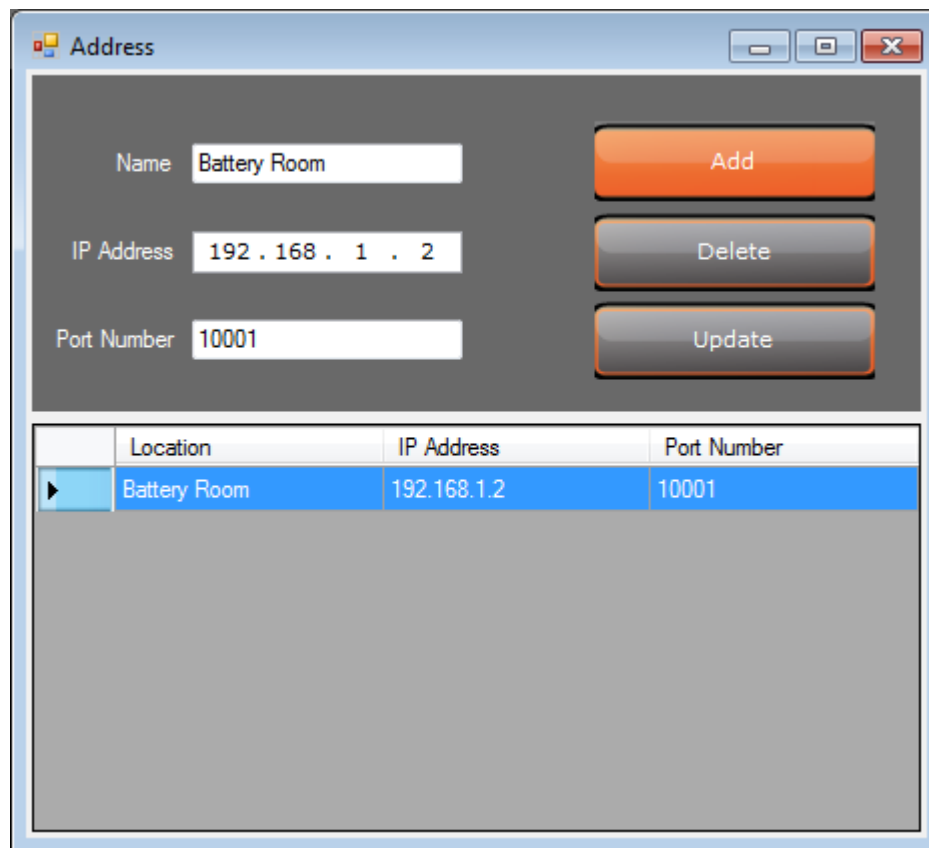 Address
Name Battery Room Add
IP Address 192 . 168 . 1 . 2 Delete
Port Number 10001 Update
Location IP Address Port Number
Battery Room 192.168.1.2 10001